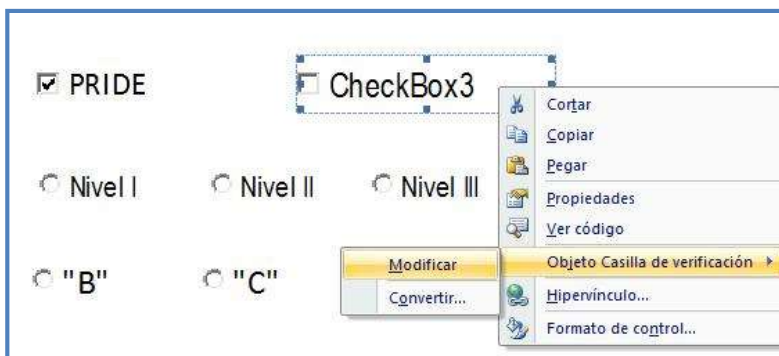 PRIDE
CheckBox3
Nivel I
Nivel II
Nivel III
"B"
"C"
Cortar
Copiar
Pegar
Propiedades
Ver código
Objeto Casilla de verificación
Hipervínculo...
Formato de control...
Modificar
Convertir...